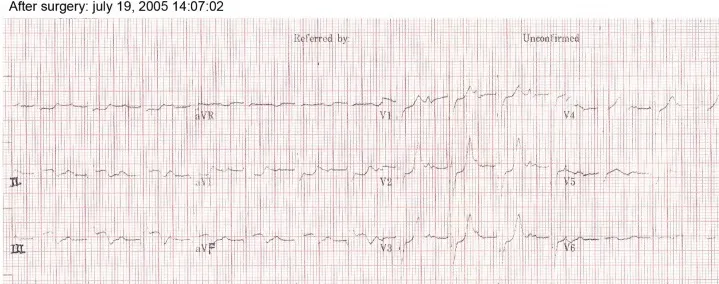 After surgery: july 19, 2005 14:07:02
Referred by:
Unconfirmed
aVR
V1
V4
II
aVl
V2
V5
III
aVF
V3
V6